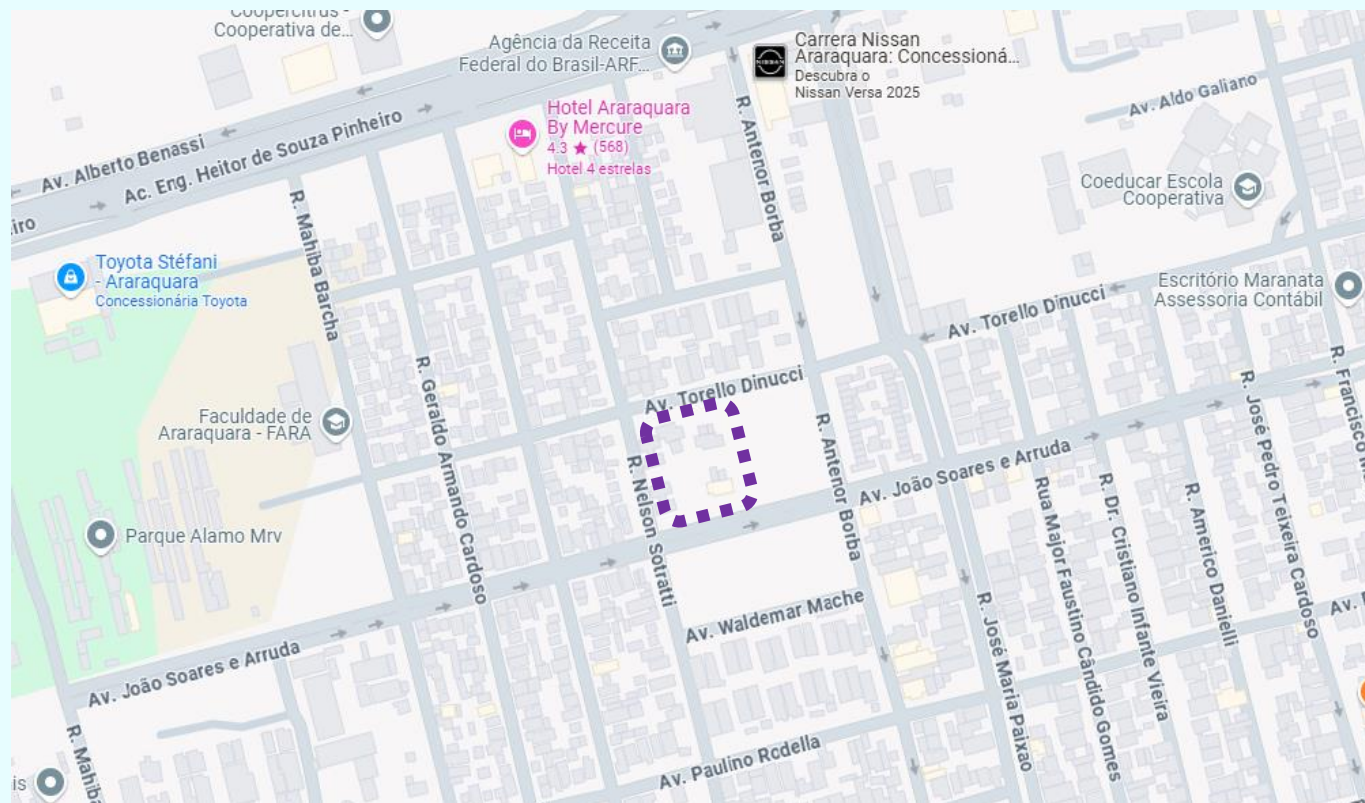 Coopercitrus -
Cooperativa de...
Agência da Receita
Federal do Brasil-ARF...
Carrera Nissan
Araraquara: Concessioná...
Descubra o
Nissan Versa 2025
NISSAN
Av. Aldo Galiano
Hotel Araraquara
By Mercure
4.3 ★ (568)
Hotel 4 estrelas
R. Antenor Borba
Av. Alberto Benassi
Ac. Eng. Heitor de Souza Pinheiro
iro
Coeducar Escola
Cooperativa
R. Mahiba Barcha
Toyota Stéfani
- Araraquara
Concessionária Toyota
Escritório Maranata
Assessoria Contábil
Av. Torello Dinucci
R. Geraldo Armando Cardoso
Av. Torello Dinucci
R. Francisco
R. José Pedro Teixeira Cardoso
Faculdade de
Araraquara - FARA
R. Nelson Sotratti
R. Antenor Borba
Av. João Soares e Arruda
Rua Major Faustino Cândido Gomes
R. Dr. Cristiano Infante Vieira
R. Americo Danielli
Parque Alamo Mrv
Av. Waldemar Mache
R. José Maria Paixao
Av.
Av. João Soares e Arruda
R. Mahiba
Av. Paulino Rodella
is